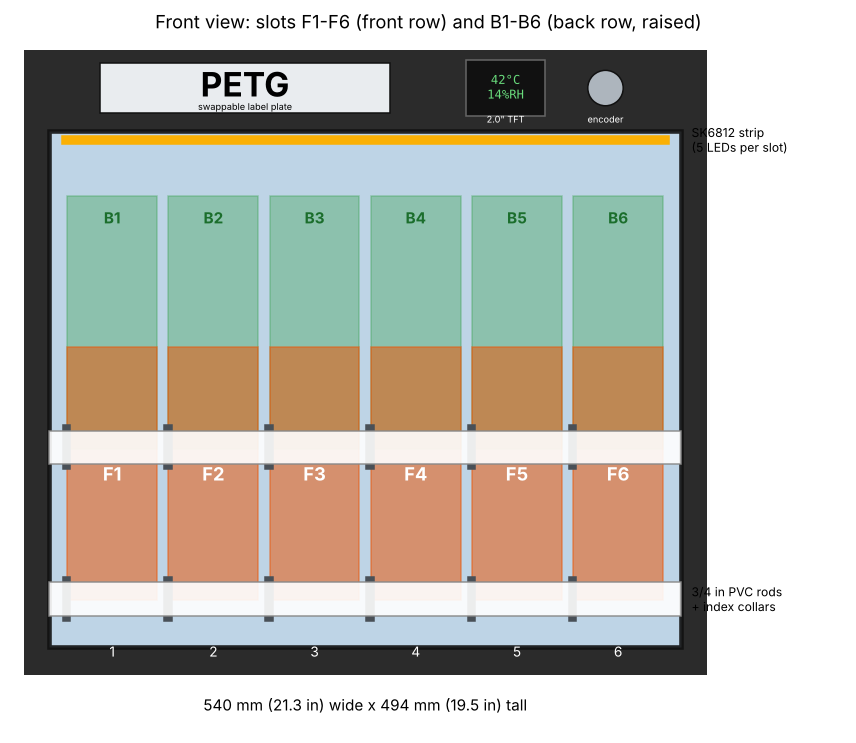 Front view: slots F1-F6 (front row) and B1-B6 (back row, raised)
PETG
swappable label plate
42°C
14%RH
2.0" TFT
encoder
SK6812 strip
(5 LEDs per slot)
B1 B2 B3 B4 B5 B6
F1 F2 F3 F4 F5 F6
3/4 in PVC rods
+ index collars
1 2 3 4 5 6
540 mm (21.3 in) wide x 494 mm (19.5 in) tall